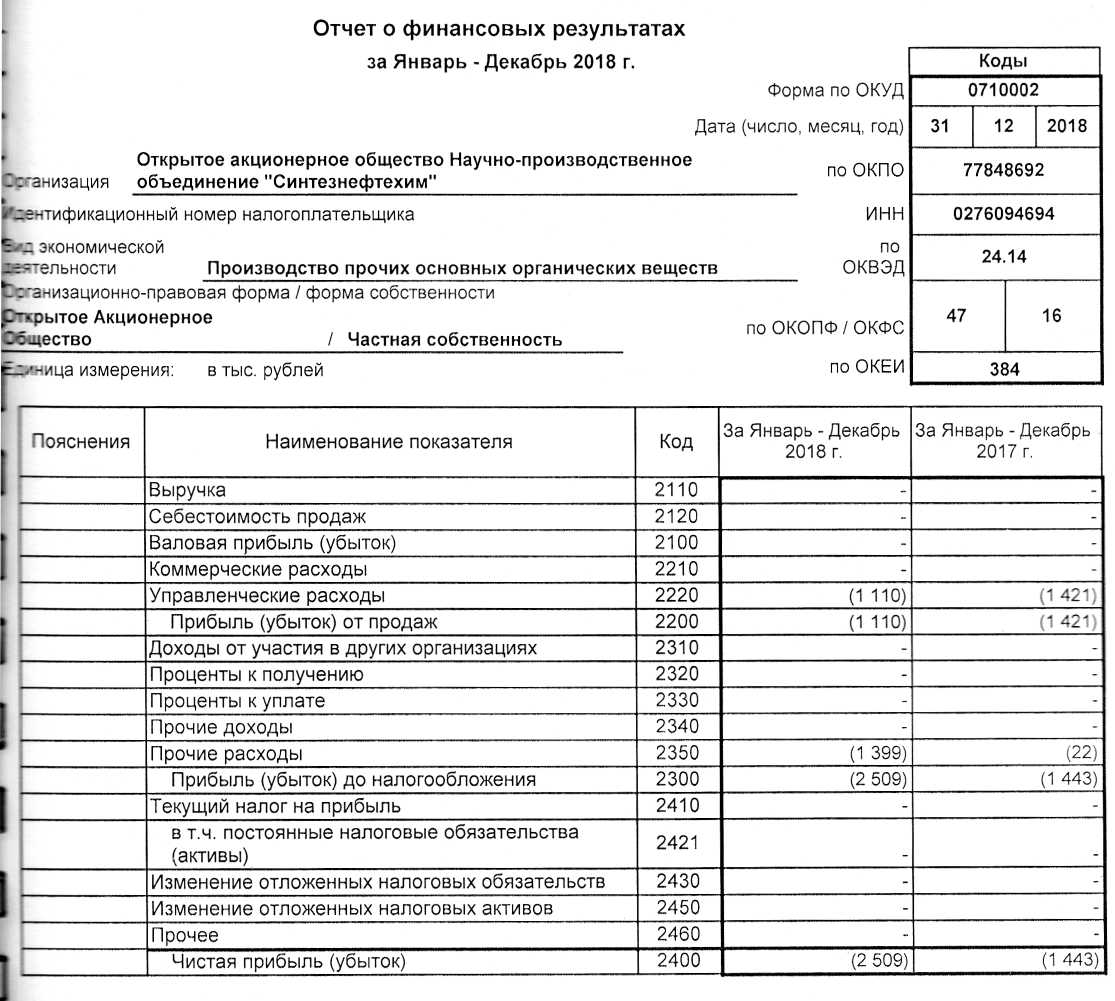 Отчет о финансовых результатах
за Январь - Декабрь 2018 г.
Коды
Форма по ОКУД 0710002
Дата (число, месяц, год) 31 12 2018
Организация Открытое акционерное общество Научно-производственное объединение "Синтезнефтехим" по ОКПО 77848692
Идентификационный номер налогоплательщика ИНН 0276094694
Вид экономической деятельности Производство прочих основных органических веществ по ОКВЭД 24.14
Организационно-правовая форма / форма собственности
Открытое Акционерное Общество / Частная собственность по ОКОПФ / ОКФС 47 16
Единица измерения: в тыс. рублей по ОКЕИ 384
Пояснения Наименование показателя Код За Январь - Декабрь 2018 г. За Январь - Декабрь 2017 г.
Выручка 2110 - -
Себестоимость продаж 2120 - -
Валовая прибыль (убыток) 2100 - -
Коммерческие расходы 2210 - -
Управленческие расходы 2220 (1 110) (1 421)
Прибыль (убыток) от продаж 2200 (1 110) (1 421)
Доходы от участия в других организациях 2310 - -
Проценты к получению 2320 - -
Проценты к уплате 2330 - -
Прочие доходы 2340 - -
Прочие расходы 2350 (1 399) (22)
Прибыль (убыток) до налогообложения 2300 (2 509) (1 443)
Текущий налог на прибыль 2410 - -
в т.ч. постоянные налоговые обязательства (активы) 2421 - -
Изменение отложенных налоговых обязательств 2430 - -
Изменение отложенных налоговых активов 2450 - -
Прочее 2460 - -
Чистая прибыль (убыток) 2400 (2 509) (1 443)